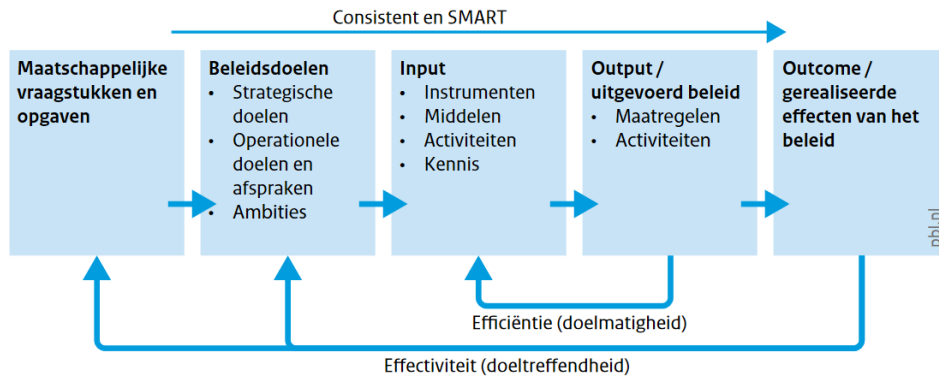 Consistent en SMART
Maatschappelijke
vraagstukken en
opgaven
Beleidsdoelen
• Strategische
doelen
• Operationele
doelen en
afspraken
• Ambities
Input
• Instrumenten
• Middelen
• Activiteiten
• Kennis
Output /
uitgevoerd beleid
• Maatregelen
• Activiteiten
Outcome /
gerealiseerde
effecten van het
beleid
pbl.nl
Efficiëntie (doelmatigheid)
Effectiviteit (doeltreffendheid)